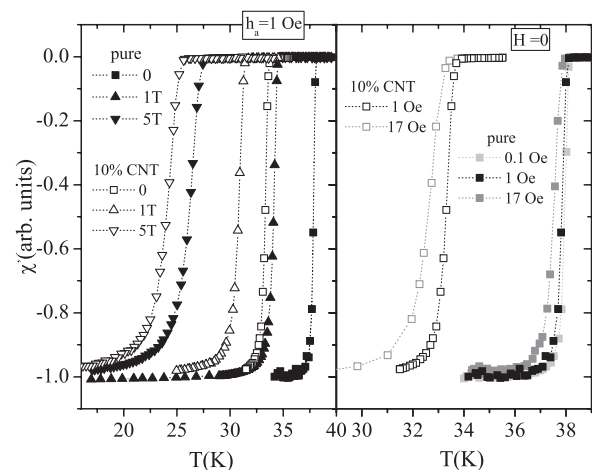 hₐ=1 Oe
pure
0
1T
5T
10% CNT
0
1T
5T
H=0
10% CNT
1 Oe
17 Oe
pure
0.1 Oe
1 Oe
17 Oe
χ'(arb. units)
0.0
-0.2
-0.4
-0.6
-0.8
-1.0
20 25 30 35 40
29 30 32 34 36 38
T(K)
T(K)